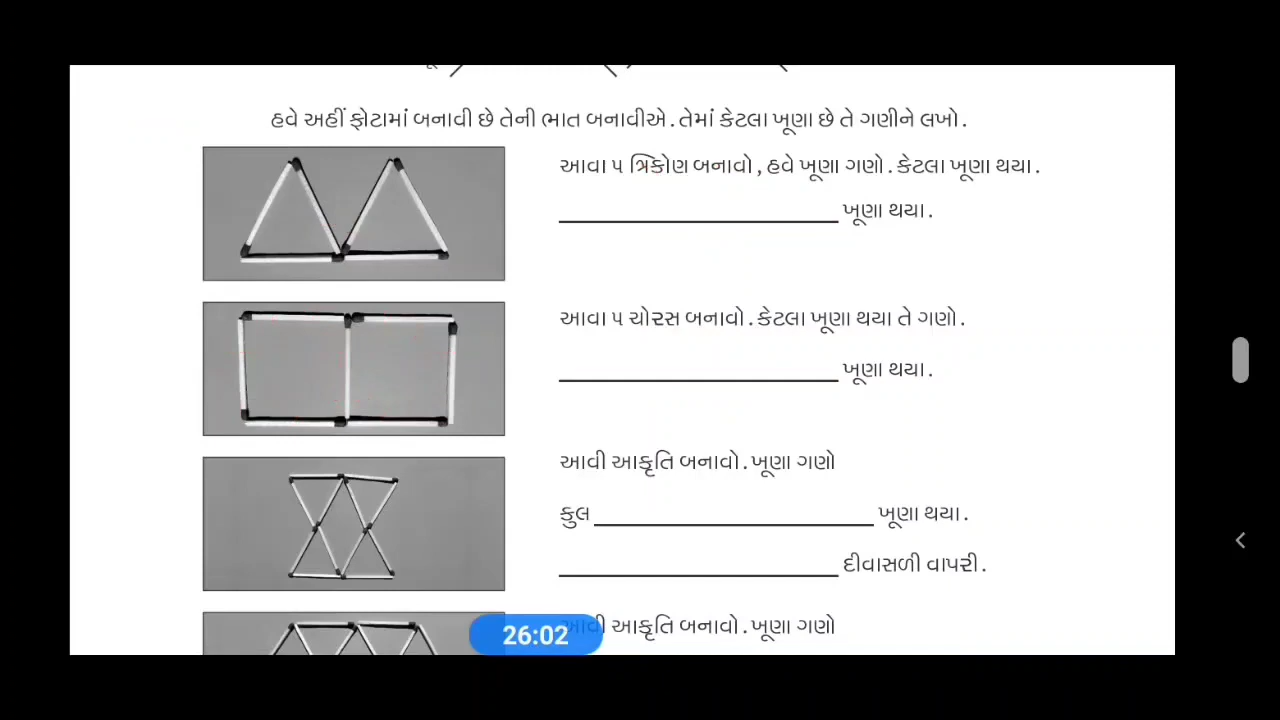 હવે અહીં ફોટામાં બનાવી છે તેની ભાત બનાવીએ. તેમાં કેટલા ખૂણા છે તે ગણીને લખો.
આવા ૫ ત્રિકોણ બનાવો, હવે ખૂણા ગણો. કેટલા ખૂણા થયા.
ખૂણા થયા.
આવા ૫ ચોરસ બનાવો. કેટલા ખૂણા થયા તે ગણો.
ખૂણા થયા.
આવી આકૃતિ બનાવો. ખૂણા ગણો
કુલ ખૂણા થયા.
દીવાસળી વાપરી.
આવી આકૃતિ બનાવો. ખૂણા ગણો
26:02